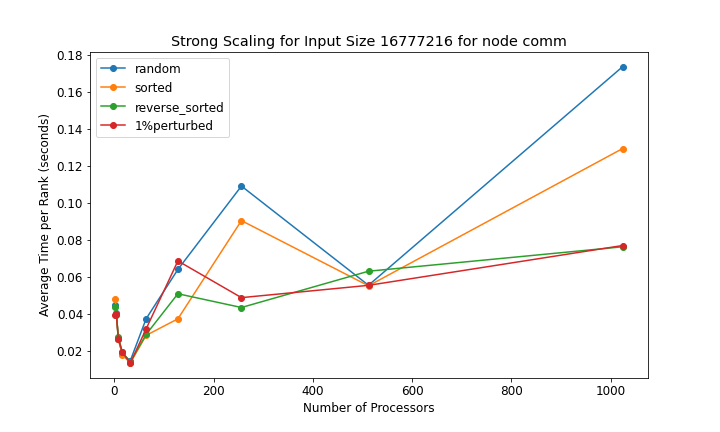 Strong Scaling for Input Size 16777216 for node comm
random
sorted
reverse_sorted
1%perturbed
Average Time per Rank (seconds)
0.18
0.16
0.14
0.12
0.10
0.08
0.06
0.04
0.02
0
200
400
600
800
1000
Number of Processors